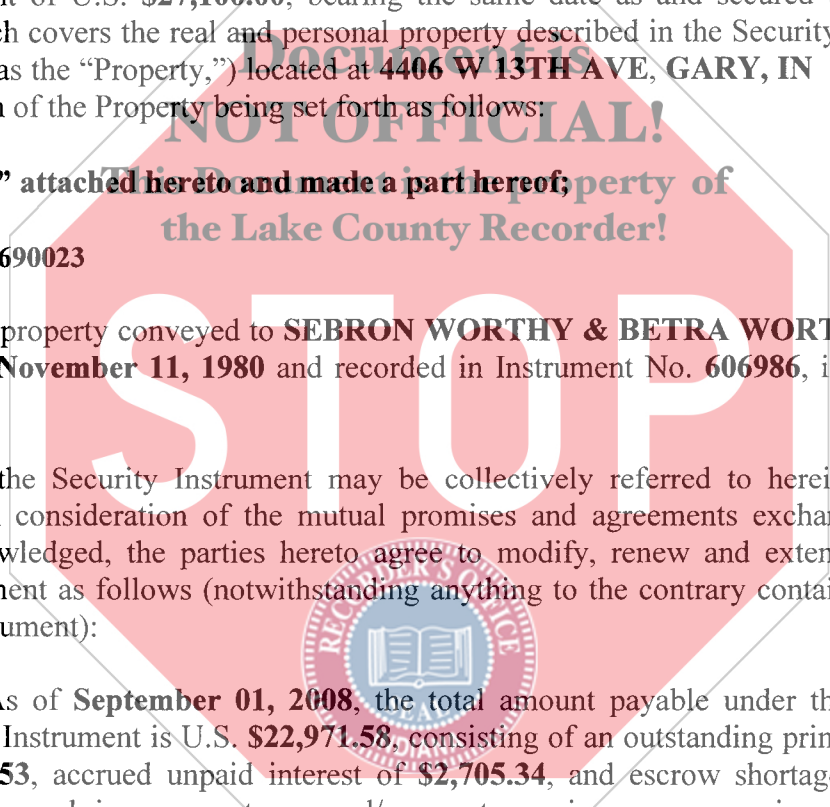 nt of U.S. $27,100.00, bearing the same date as and secured
ch covers the real and personal property described in the Security
as the “Property,”) located at 4406 W 13TH AVE, GARY, IN
n of the Property being set forth as follows:
” attached hereto and made a part hereof;
690023
property conveyed to SEBRON WORTHY & BETRA WORT
November 11, 1980 and recorded in Instrument No. 606986, i
the Security Instrument may be collectively referred to herei
consideration of the mutual promises and agreements exchan
wledged, the parties hereto agree to modify, renew and exten
nent as follows (notwithstanding anything to the contrary contai
ument):
As of September 01, 2008, the total amount payable under th
Instrument is U.S. $22,971.58, consisting of an outstanding prin
53, accrued unpaid interest of $2,705.34, and escrow shortag
Document is
NOT OFFICIAL!
This Document is the property of
the Lake County Recorder!
STOP
RECORDER'S OFFICE
SEAL